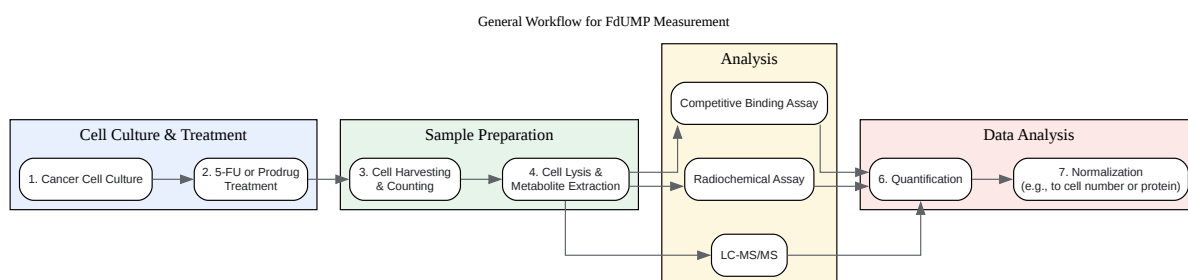 General Workflow for FdUMP Measurement
Cell Culture & Treatment
1. Cancer Cell Culture
2. 5-FU or Prodrug
Treatment
Sample Preparation
3. Cell Harvesting
& Counting
4. Cell Lysis &
Metabolite Extraction
Analysis
Competitive Binding Assay
Radiochemical Assay
LC-MS/MS
Data Analysis
6. Quantification
7. Normalization
(e.g., to cell number or protein)